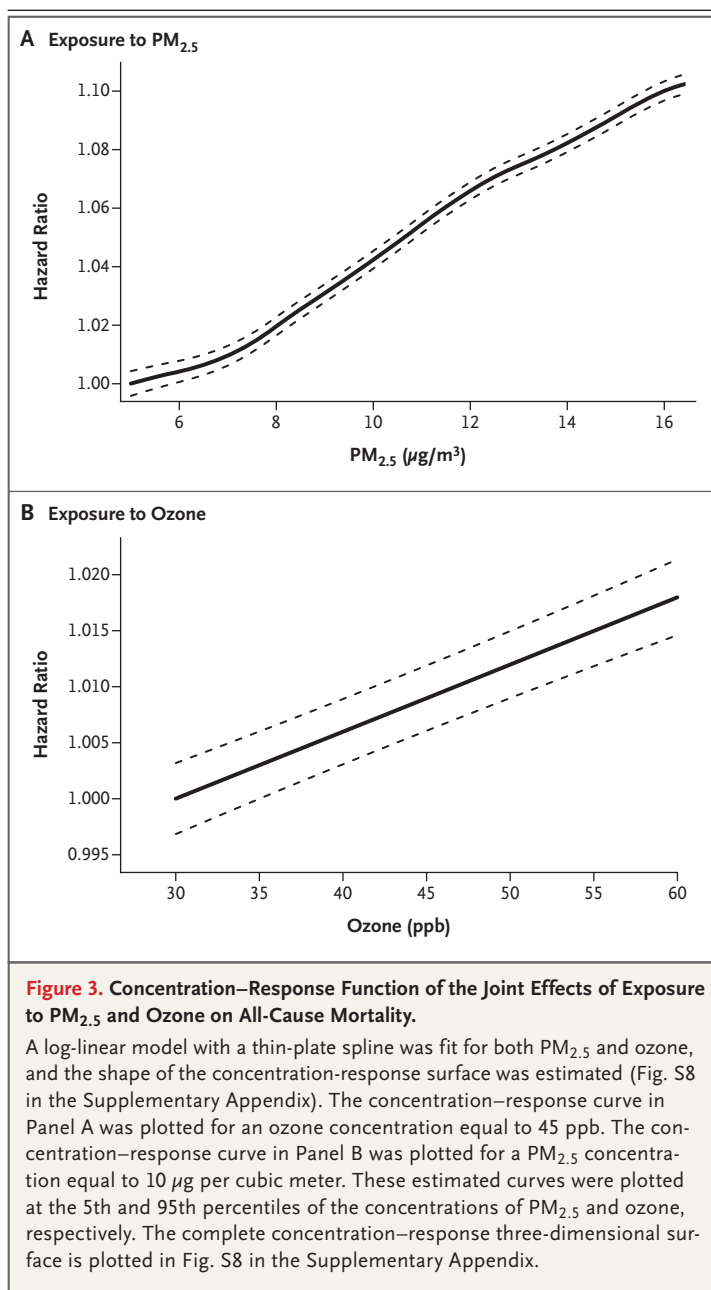 A Exposure to PM2.5
1.10
1.08
1.06
1.04
1.02
1.00
Hazard Ratio
6 8 10 12 14 16
PM2.5 (µg/m³)
B Exposure to Ozone
1.020
1.015
1.010
1.005
1.000
0.995
Hazard Ratio
30 35 40 45 50 55 60
Ozone (ppb)
Figure 3. Concentration–Response Function of the Joint Effects of Exposure
to PM2.5 and Ozone on All-Cause Mortality.
A log-linear model with a thin-plate spline was fit for both PM2.5 and ozone,
and the shape of the concentration-response surface was estimated (Fig. S8
in the Supplementary Appendix). The concentration–response curve in
Panel A was plotted for an ozone concentration equal to 45 ppb. The con-
centration–response curve in Panel B was plotted for a PM2.5 concentra-
tion equal to 10 µg per cubic meter. These estimated curves were plotted
at the 5th and 95th percentiles of the concentrations of PM2.5 and ozone,
respectively. The complete concentration–response three-dimensional sur-
face is plotted in Fig. S8 in the Supplementary Appendix.